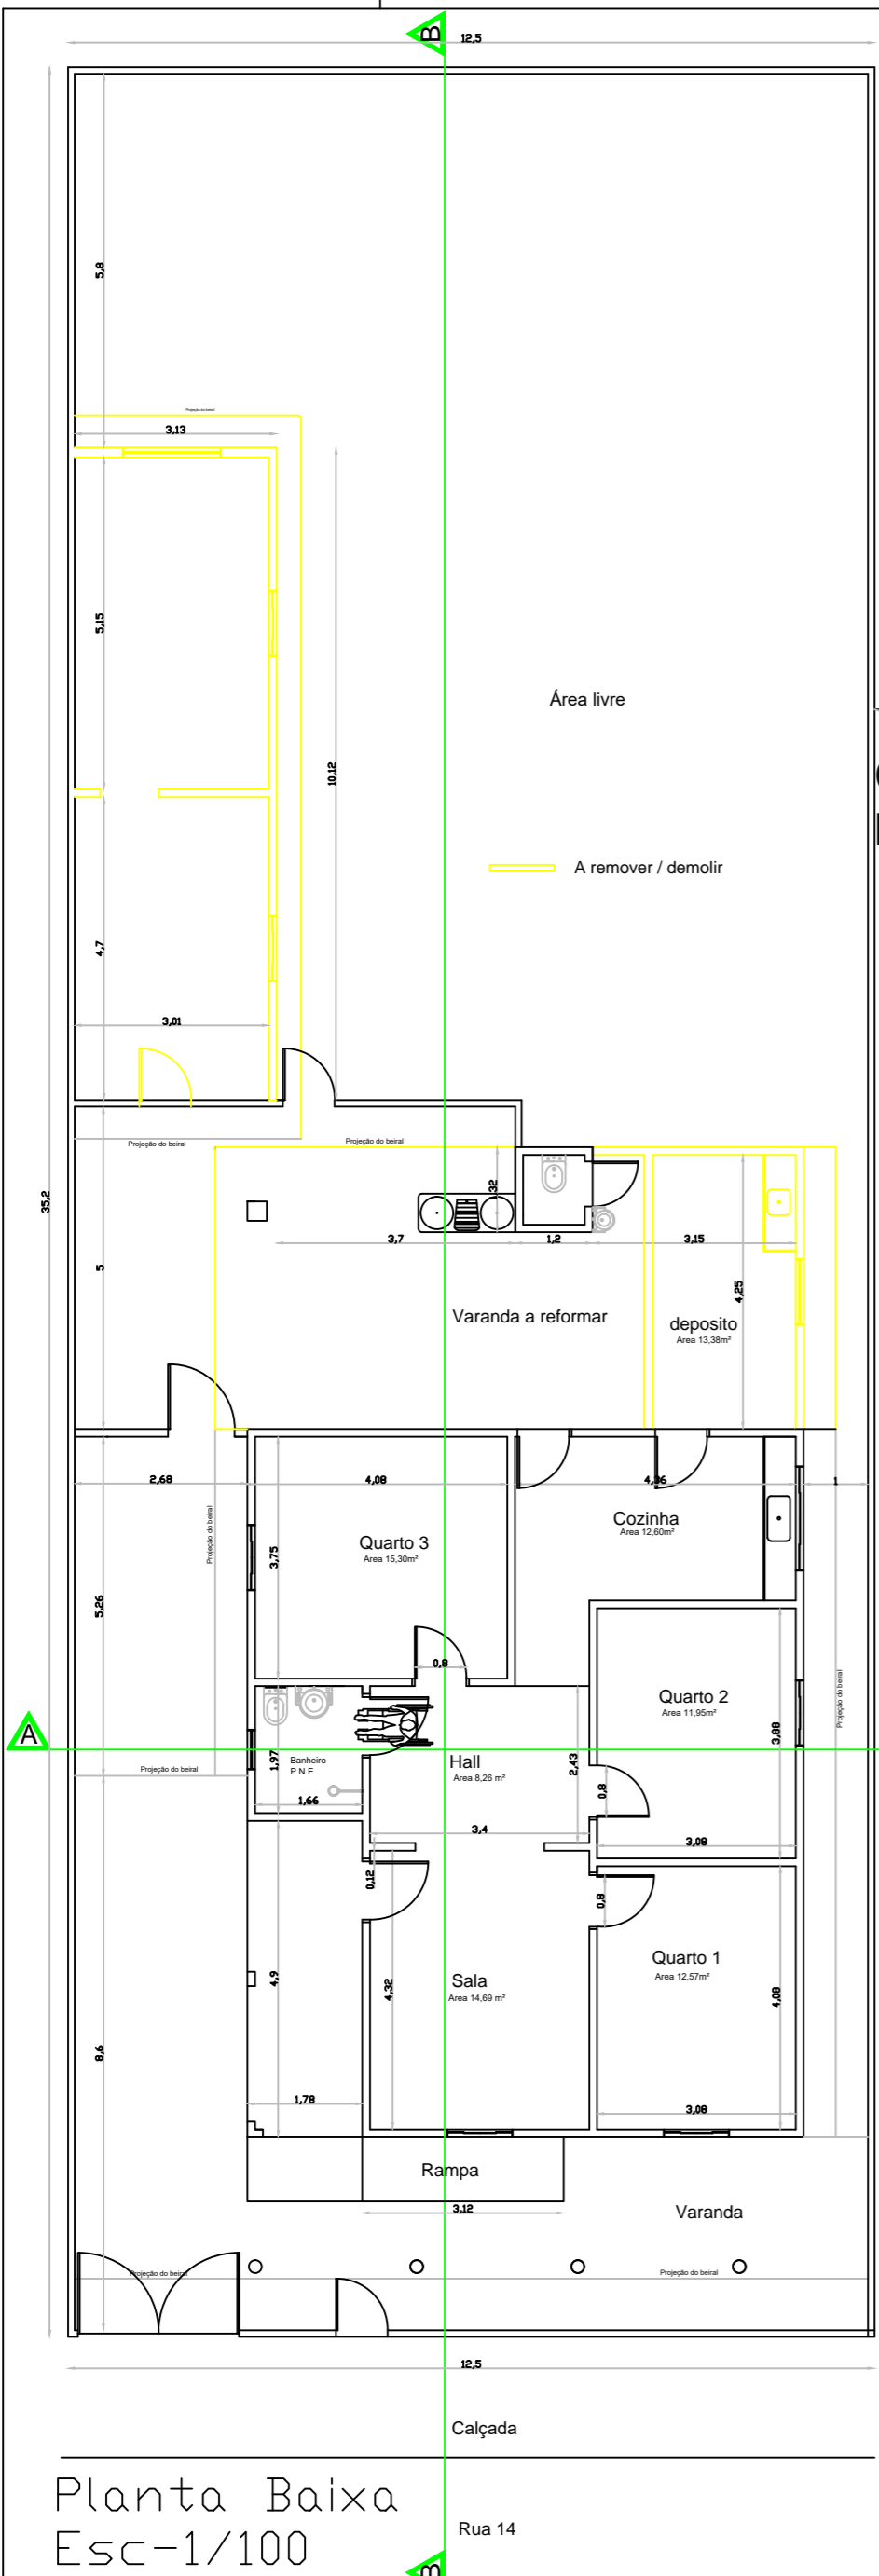 B
12,5
5,8
Projeção do beiral
3,13
5,15
Área livre
10,12
A remover / demolir
4,7
3,01
Projeção do beiral
Projeção do beiral
35,2
,32
3,7
1,2
3,15
5
4,25
Varanda a reformar
deposito
Area 13,38m²
2,68
4,08
4,36
1
Cozinha
Area 12,60m²
Quarto 3
Area 15,30m²
3,75
Projeção do beiral
5,26
0,8
Quarto 2
Area 11,95m²
Projeção do beiral
A
3,88
1,97
Banheiro
P.N.E
Hall
Area 8,26 m²
2,43
Projeção do beiral
0,8
1,66
3,4
3,08
0,12
0,8
Quarto 1
Area 12,57m²
4,9
4,32
Sala
Area 14,69 m²
4,08
8,6
1,78
3,08
Rampa
3,12
Varanda
Projeção do beiral
Projeção do beiral
12,5
Calçada
Planta Baixa
Esc-1/100
Rua 14
B